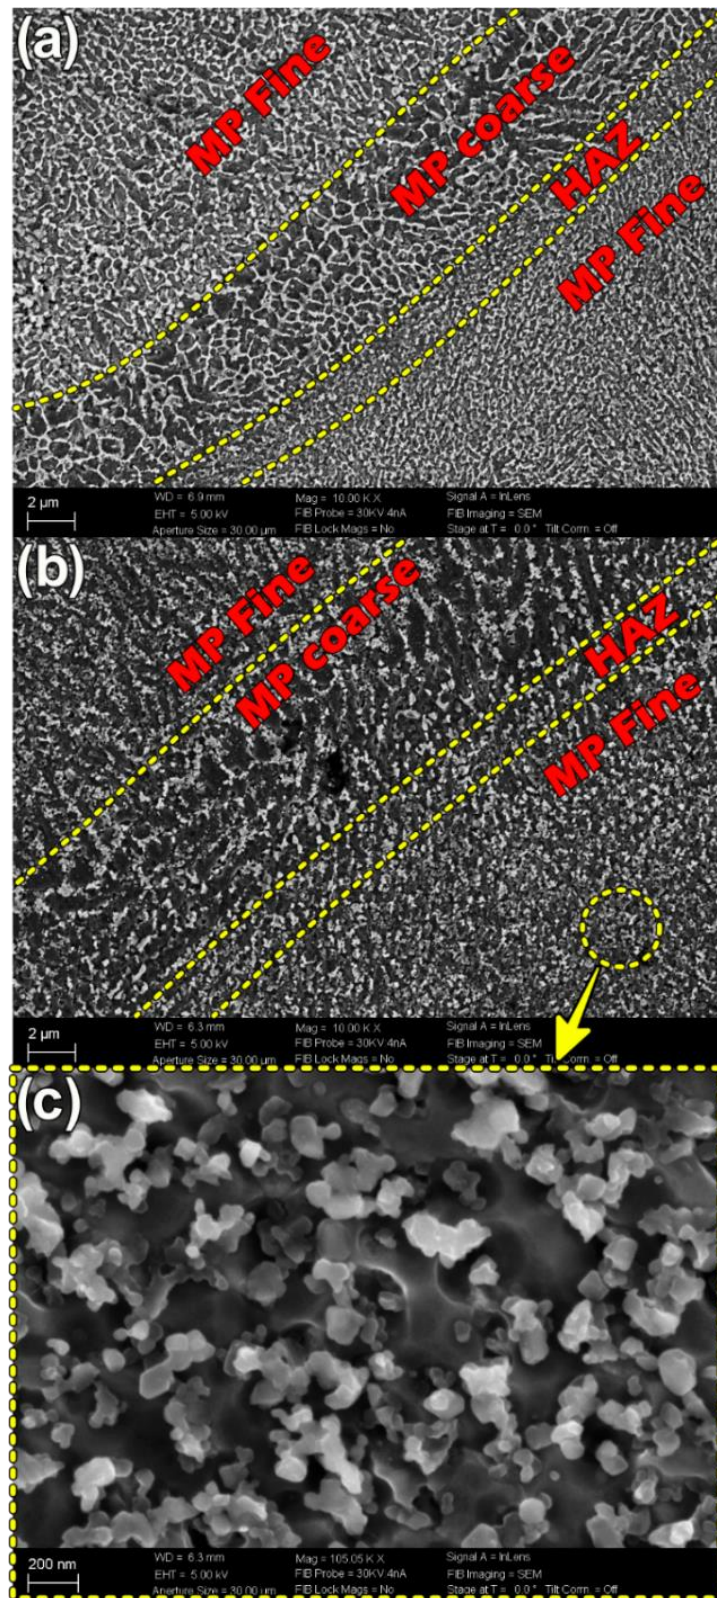 (a)
MP Fine
MP coarse
HAZ
MP Fine
2 µm
WD = 6.9 mm
Mag = 10.00 K X
Signal A = InLens
EHT = 5.00 kV
FIB Probe = 30KV:4nA
FIB Imaging = SEM
Aperture Size = 30.00 µm
FIB Lock Mags = No
Stage at T = 0.0 °
Tilt Corrn. = Off
(b)
MP Fine
MP coarse
HAZ
MP Fine
2 µm
WD = 6.3 mm
Mag = 10.00 K X
Signal A = InLens
EHT = 5.00 kV
FIB Probe = 30KV:4nA
FIB Imaging = SEM
Aperture Size = 30.00 µm
FIB Lock Mags = No
Stage at T = 0.0 °
= Off
(c)
200 nm
WD = 6.3 mm
Mag = 105.05 K X
Signal A = InLens
EHT = 5.00 kV
FIB Probe = 30KV:4nA
FIB Imaging = SEM
Aperture Size = 30.00 µm
FIB Lock Mags = No
Stage at T = 0.0 °
Tilt Corrn. = Off